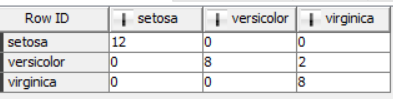 Row ID setosa versicolor virginica
setosa 12 0 0
versicolor 0 8 2
virginica 0 0 8